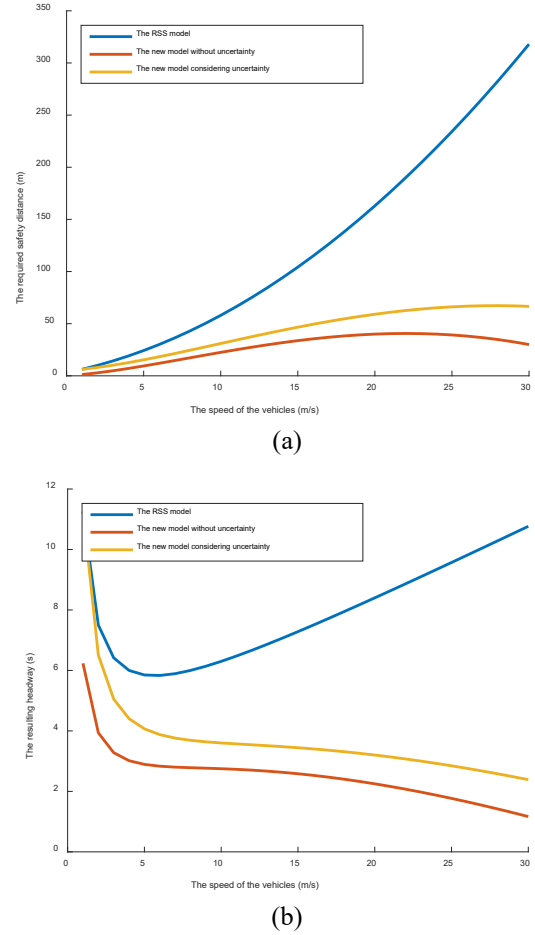 350
300
250
200
150
100
50
0
The required safety distance (m)
The RSS model
The new model without uncertainty
The new model considering uncertainty
0 5 10 15 20 25 30
The speed of the vehicles (m/s)
(a)
12
10
8
6
4
2
0
The resulting headway (s)
The RSS model
The new model without uncertainty
The new model considering uncertainty
0 5 10 15 20 25 30
The speed of the vehicles (m/s)
(b)